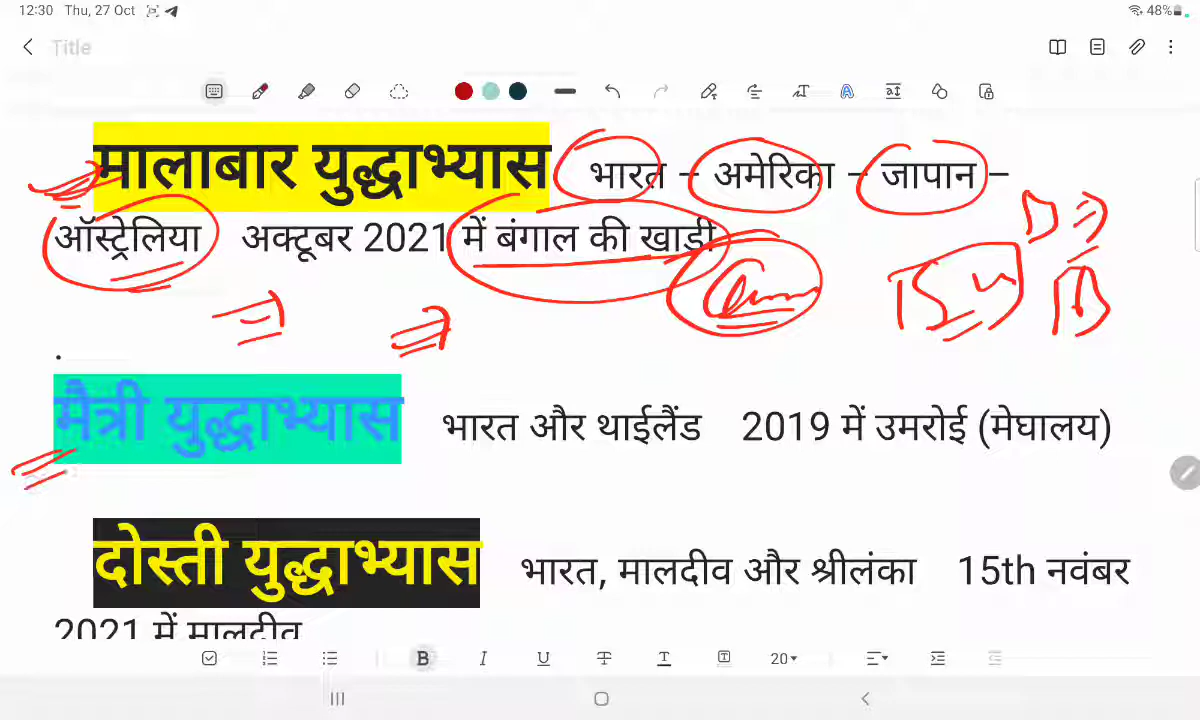 12:30 Thu, 27 Oct 48%
Title
मालाबार युद्धाभ्यास भारत – अमेरिका – जापान –
ऑस्ट्रेलिया अक्टूबर 2021 में बंगाल की खाड़ी
.
मैत्री युद्धाभ्यास भारत और थाईलैंड 2019 में उमरोई (मेघालय)
दोस्ती युद्धाभ्यास भारत, मालदीव और श्रीलंका 15th नवंबर
2021 में मालदीव
B I U T T T 20